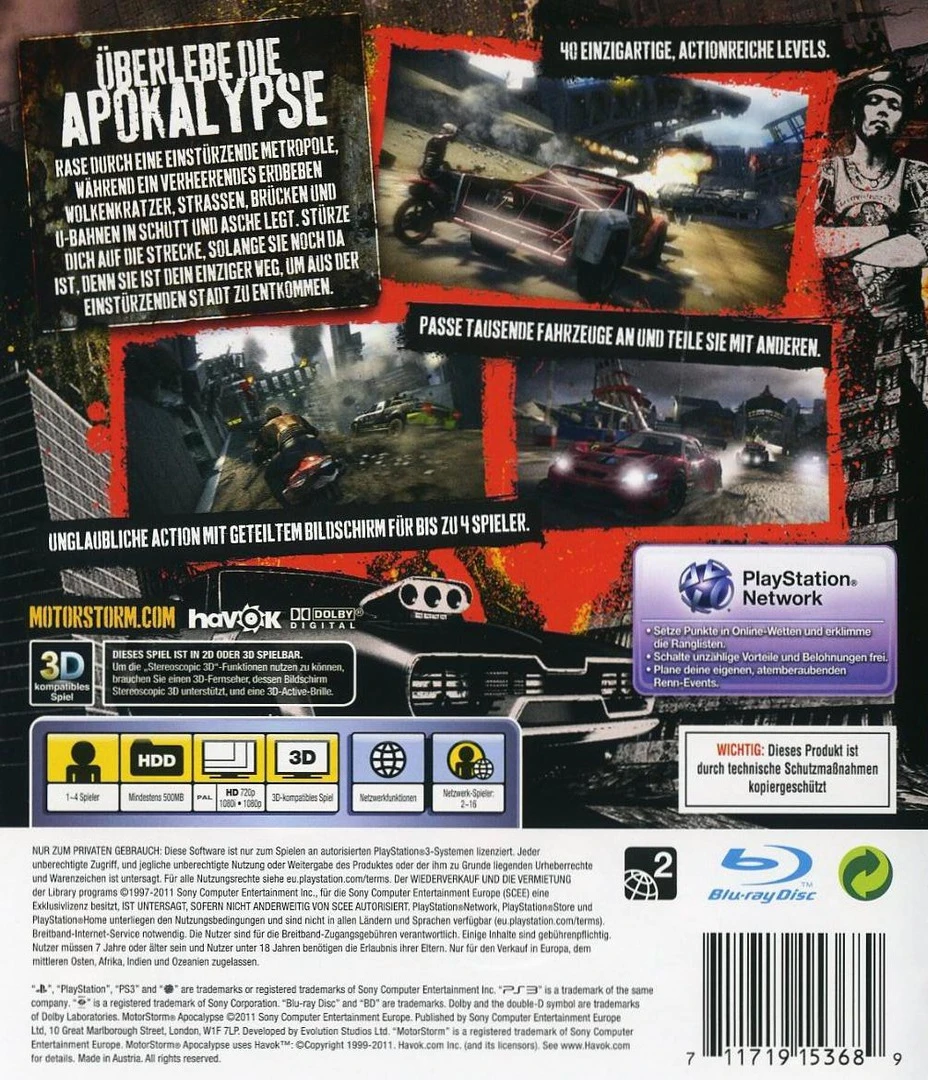 ÜBERLEBE DIE
APOKALYPSE
RASE DURCH EINE EINSTÜRZENDE METROPOLE,
WÄHREND EIN VERHEERENDES ERDBEBEN
WOLKENKRATZER, STRASSEN, BRÜCKEN UND
U-BAHNEN IN SCHUTT UND ASCHE LEGT. STÜRZE
DICH AUF DIE STRECKE, SOLANGE SIE NOCH DA
IST, DENN SIE IST DEIN EINZIGER WEG, UM AUS DER
EINSTÜRZENDEN STADT ZU ENTKOMMEN.
40 EINZIGARTIGE, ACTIONREICHE LEVELS.
PASSE TAUSENDE FAHRZEUGE AN UND TEILE SIE MIT ANDEREN.
UNGLAUBLICHE ACTION MIT GETEILTEM BILDSCHIRM FÜR BIS ZU 4 SPIELER.
MOTORSTORM.COM
havok
DOLBY®
DIGITAL
PlayStation®
Network
• Setze Punkte in Online-Wetten und erklimme
die Ranglisten.
• Schalte unzählige Vorteile und Belohnungen frei.
• Plane deine eigenen, atemberaubenden
Renn-Events.
3D
kompatibles
Spiel
DIESES SPIEL IST IN 2D ODER 3D SPIELBAR.
Um die „Stereoscopic 3D“-Funktionen nutzen zu können,
brauchen Sie einen 3D-Fernseher, dessen Bildschirm
Stereoscopic 3D unterstützt, und eine 3D-Active-Brille.
HDD
3D
1-4 Spieler
Mindestens 500MB
PAL
HD 720p
1080i • 1080p
3D-kompatibles Spiel
Netzwerkfunktionen
Netzwerk-Spieler:
2-16
WICHTIG: Dieses Produkt ist
durch technische Schutzmaßnahmen
kopiergeschützt
NUR ZUM PRIVATEN GEBRAUCH: Diese Software ist nur zum Spielen an autorisierten PlayStation®3-Systemen lizenziert. Jeder
unberechtigte Zugriff, und jegliche unberechtigte Nutzung oder Weitergabe des Produktes oder der ihm zu Grunde liegenden Urheberrechte
und Warenzeichen ist untersagt. Für alle Nutzungsrechte siehe eu.playstation.com/terms. Der WIEDERVERKAUF UND DIE VERMIETUNG
der Library programs ©1997-2011 Sony Computer Entertainment Inc., für die Sony Computer Entertainment Europe (SCEE) eine
Exklusivlizenz besitzt, IST UNTERSAGT, SOFERN NICHT ANDERWEITIG VON SCEE AUTORISIERT. PlayStation®Network, PlayStation®Store und
PlayStation®Home unterliegen den Nutzungsbedingungen und sind nicht in allen Ländern und Sprachen verfügbar (eu.playstation.com/terms).
Breitband-Internet-Service notwendig. Die Nutzer sind für die Breitband-Zugangsgebühren verantwortlich. Einige Inhalte sind gebührenpflichtig.
Nutzer müssen 7 Jahre oder älter sein und Nutzer unter 18 Jahren benötigen die Erlaubnis ihrer Eltern. Nur für den Verkauf in Europa, dem
mittleren Osten, Afrika, Indien und Ozeanien zugelassen.
2
Blu-ray Disc™
“ ”, “PlayStation”, “PS3” and “ ” are trademarks or registered trademarks of Sony Computer Entertainment Inc. “PS3” is a trademark of the same
company. “ ” is a registered trademark of Sony Corporation. “Blu-ray Disc” and “BD” are trademarks. Dolby and the double-D symbol are trademarks
of Dolby Laboratories. MotorStorm® Apocalypse ©2011 Sony Computer Entertainment Europe. Published by Sony Computer Entertainment Europe
Ltd, 10 Great Marlborough Street, London, W1F 7LP. Developed by Evolution Studios Ltd. “MotorStorm” is a registered trademark of Sony Computer
Entertainment Europe. MotorStorm® Apocalypse uses Havok™: ©Copyright 1999-2011. Havok.com Inc. (and its licensors). See www.Havok.com
for details. Made in Austria. All rights reserved.
7 11719 15368 9